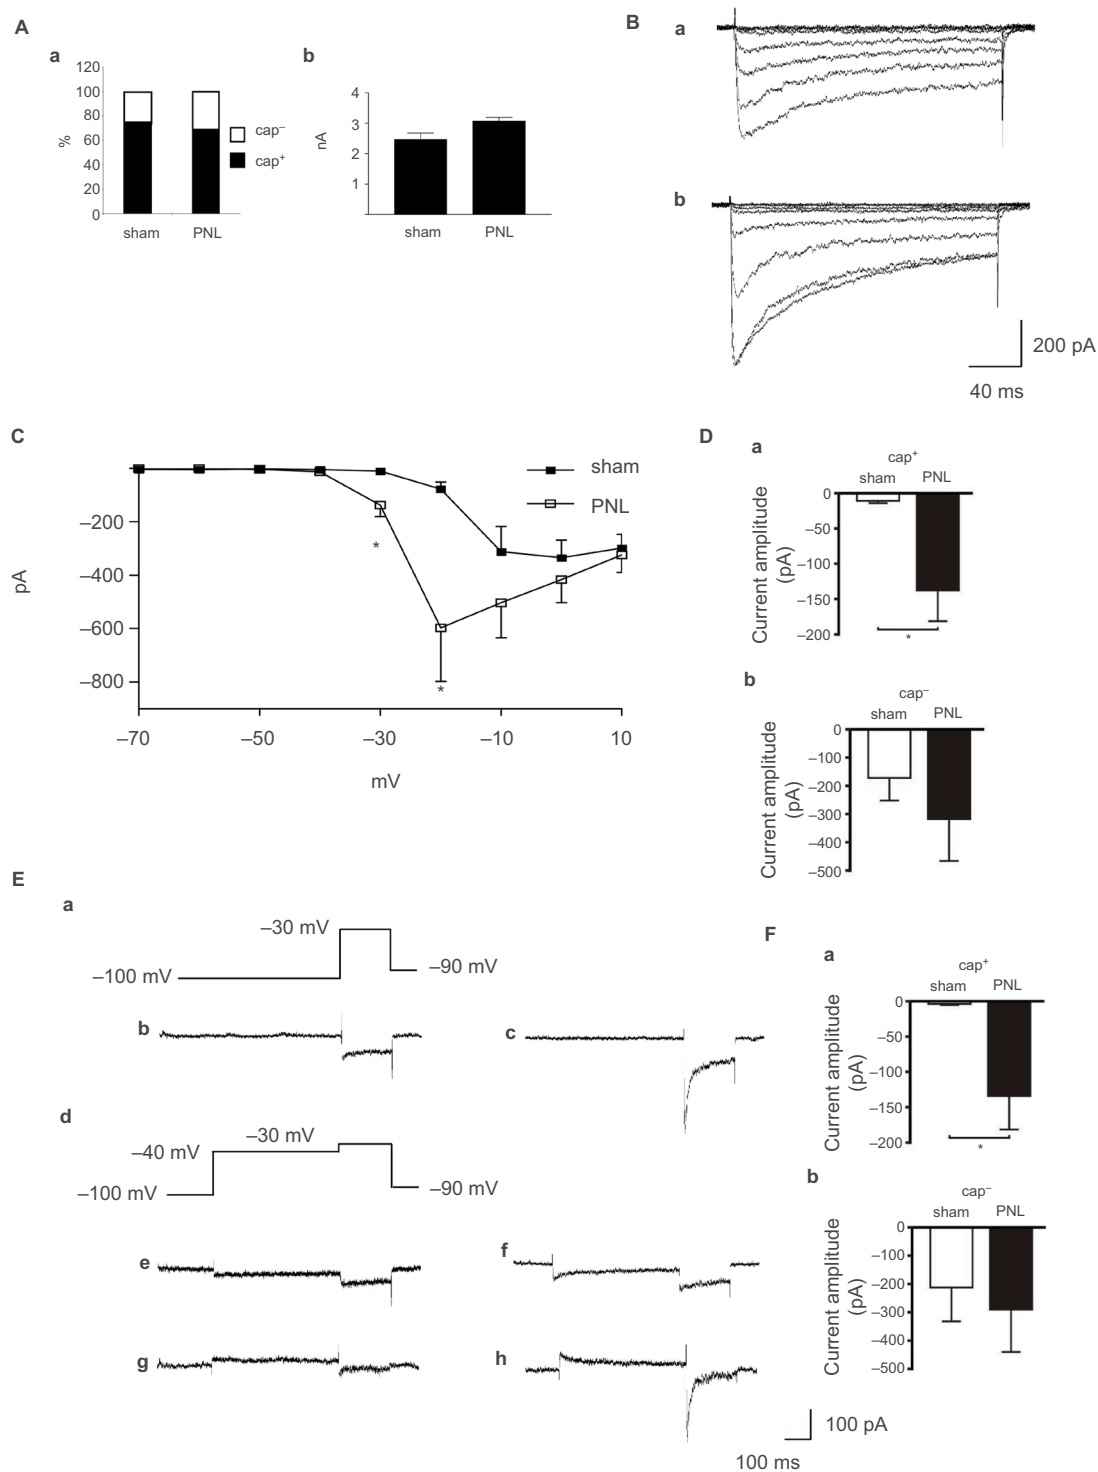 A
a
%
120
100
80
60
40
20
0
sham PNL
cap⁻
cap⁺
b
nA
4
3
2
1
sham PNL
B
a
b
200 pA
40 ms
C
pA
–200
–400
–600
–800
*
*
sham
PNL
–70 –50 –30 –10 10
mV
D
a
cap⁺
sham PNL
Current amplitude
(pA)
0
–50
–100
–150
–200
*
b
cap⁻
sham PNL
Current amplitude
(pA)
0
–100
–200
–300
–400
–500
E
a
–30 mV
–100 mV
–90 mV
b
c
d
–30 mV
–40 mV
–100 mV
–90 mV
e
f
g
h
100 pA
100 ms
F
a
cap⁺
sham PNL
Current amplitude
(pA)
0
–50
–100
–150
–200
*
b
cap⁻
sham PNL
Current amplitude
(pA)
0
–100
–200
–300
–400
–500